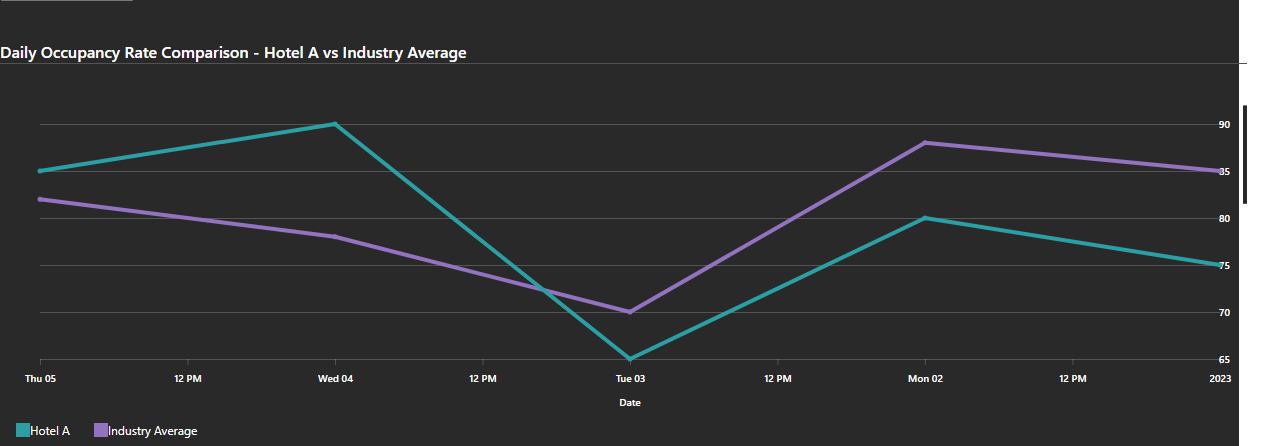 Daily Occupancy Rate Comparison - Hotel A vs Industry Average
90
85
80
75
70
65
Thu 05 12 PM Wed 04 12 PM Tue 03 12 PM Mon 02 12 PM 2023
Date
Hotel A Industry Average